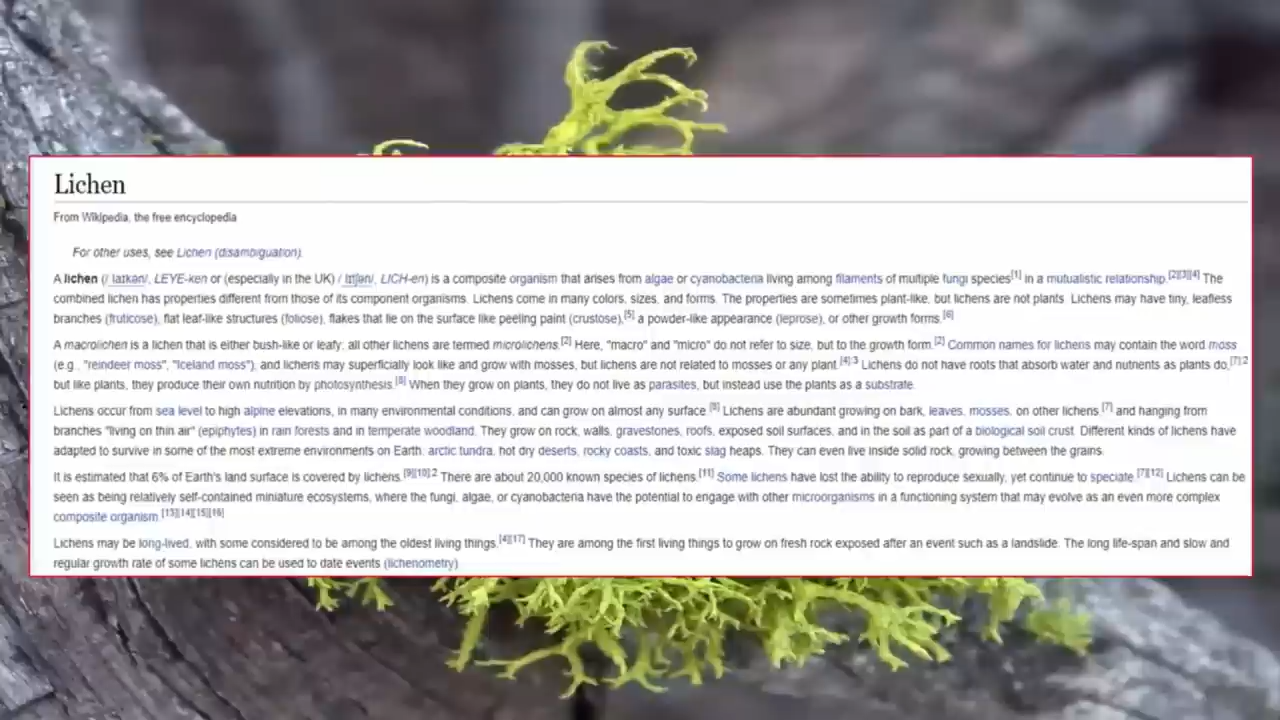 Lichen
From Wikipedia, the free encyclopedia
For other uses, see Lichen (disambiguation).
A lichen (/ˈlaɪkən/, LEYE-ken or (especially in the UK) /ˈlɪtʃən/, LICH-en) is a composite organism that arises from algae or cyanobacteria living among filaments of multiple fungi species[1] in a mutualistic relationship.[2][3][4] The
combined lichen has properties different from those of its component organisms. Lichens come in many colors, sizes, and forms. The properties are sometimes plant-like, but lichens are not plants. Lichens may have tiny, leafless
branches (fruticose), flat leaf-like structures (foliose), flakes that lie on the surface like peeling paint (crustose),[5] a powder-like appearance (leprose), or other growth forms.[6]
A macrolichen is a lichen that is either bush-like or leafy; all other lichens are termed microlichens.[2] Here, "macro" and "micro" do not refer to size, but to the growth form.[2] Common names for lichens may contain the word moss
(e.g., "reindeer moss", "Iceland moss"), and lichens may superficially look like and grow with mosses, but lichens are not related to mosses or any plant.[4]:3 Lichens do not have roots that absorb water and nutrients as plants do,[7]:2
but like plants, they produce their own nutrition by photosynthesis.[8] When they grow on plants, they do not live as parasites, but instead use the plants as a substrate.
Lichens occur from sea level to high alpine elevations, in many environmental conditions, and can grow on almost any surface.[8] Lichens are abundant growing on bark, leaves, mosses, on other lichens,[7] and hanging from
branches "living on thin air" (epiphytes) in rain forests and in temperate woodland. They grow on rock, walls, gravestones, roofs, exposed soil surfaces, and in the soil as part of a biological soil crust. Different kinds of lichens have
adapted to survive in some of the most extreme environments on Earth: arctic tundra, hot dry deserts, rocky coasts, and toxic slag heaps. They can even live inside solid rock, growing between the grains.
It is estimated that 6% of Earth's land surface is covered by lichens.[9][10]:2 There are about 20,000 known species of lichens.[11] Some lichens have lost the ability to reproduce sexually, yet continue to speciate.[7][12] Lichens can be
seen as being relatively self-contained miniature ecosystems, where the fungi, algae, or cyanobacteria have the potential to engage with other microorganisms in a functioning system that may evolve as an even more complex
composite organism.[13][14][15][16]
Lichens may be long-lived, with some considered to be among the oldest living things.[4][17] They are among the first living things to grow on fresh rock exposed after an event such as a landslide. The long life-span and slow and
regular growth rate of some lichens can be used to date events (lichenometry)